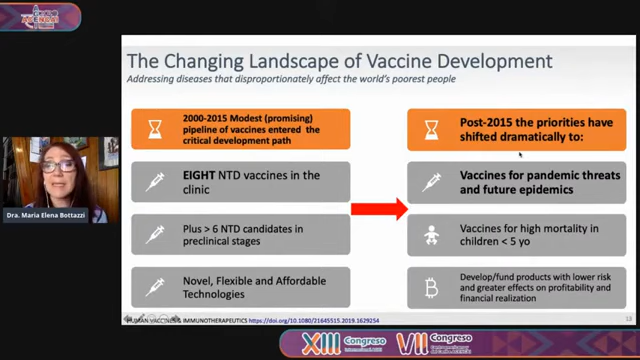 The Changing Landscape of Vaccine Development
Addressing diseases that disproportionately affect the world's poorest people
2000-2015 Modest (promising)
pipeline of vaccines entered the
critical development path
EIGHT NTD vaccines in the
clinic
Plus > 6 NTD candidates in
preclinical stages
Novel, Flexible and Affordable
Technologies
Post-2015 the priorities have
shifted dramatically to:
Vaccines for pandemic threats
and future epidemics
Vaccines for high mortality in
children < 5 yo
Develop/fund products with lower risk
and greater effects on profitability and
financial realization
Dra. Maria Elena Bottazzi
HUMAN VACCINES & IMMUNOTHERAPEUTICS https://doi.org/10.1080/21645515.2019.1629254
13
XIII Congreso
VII Congreso